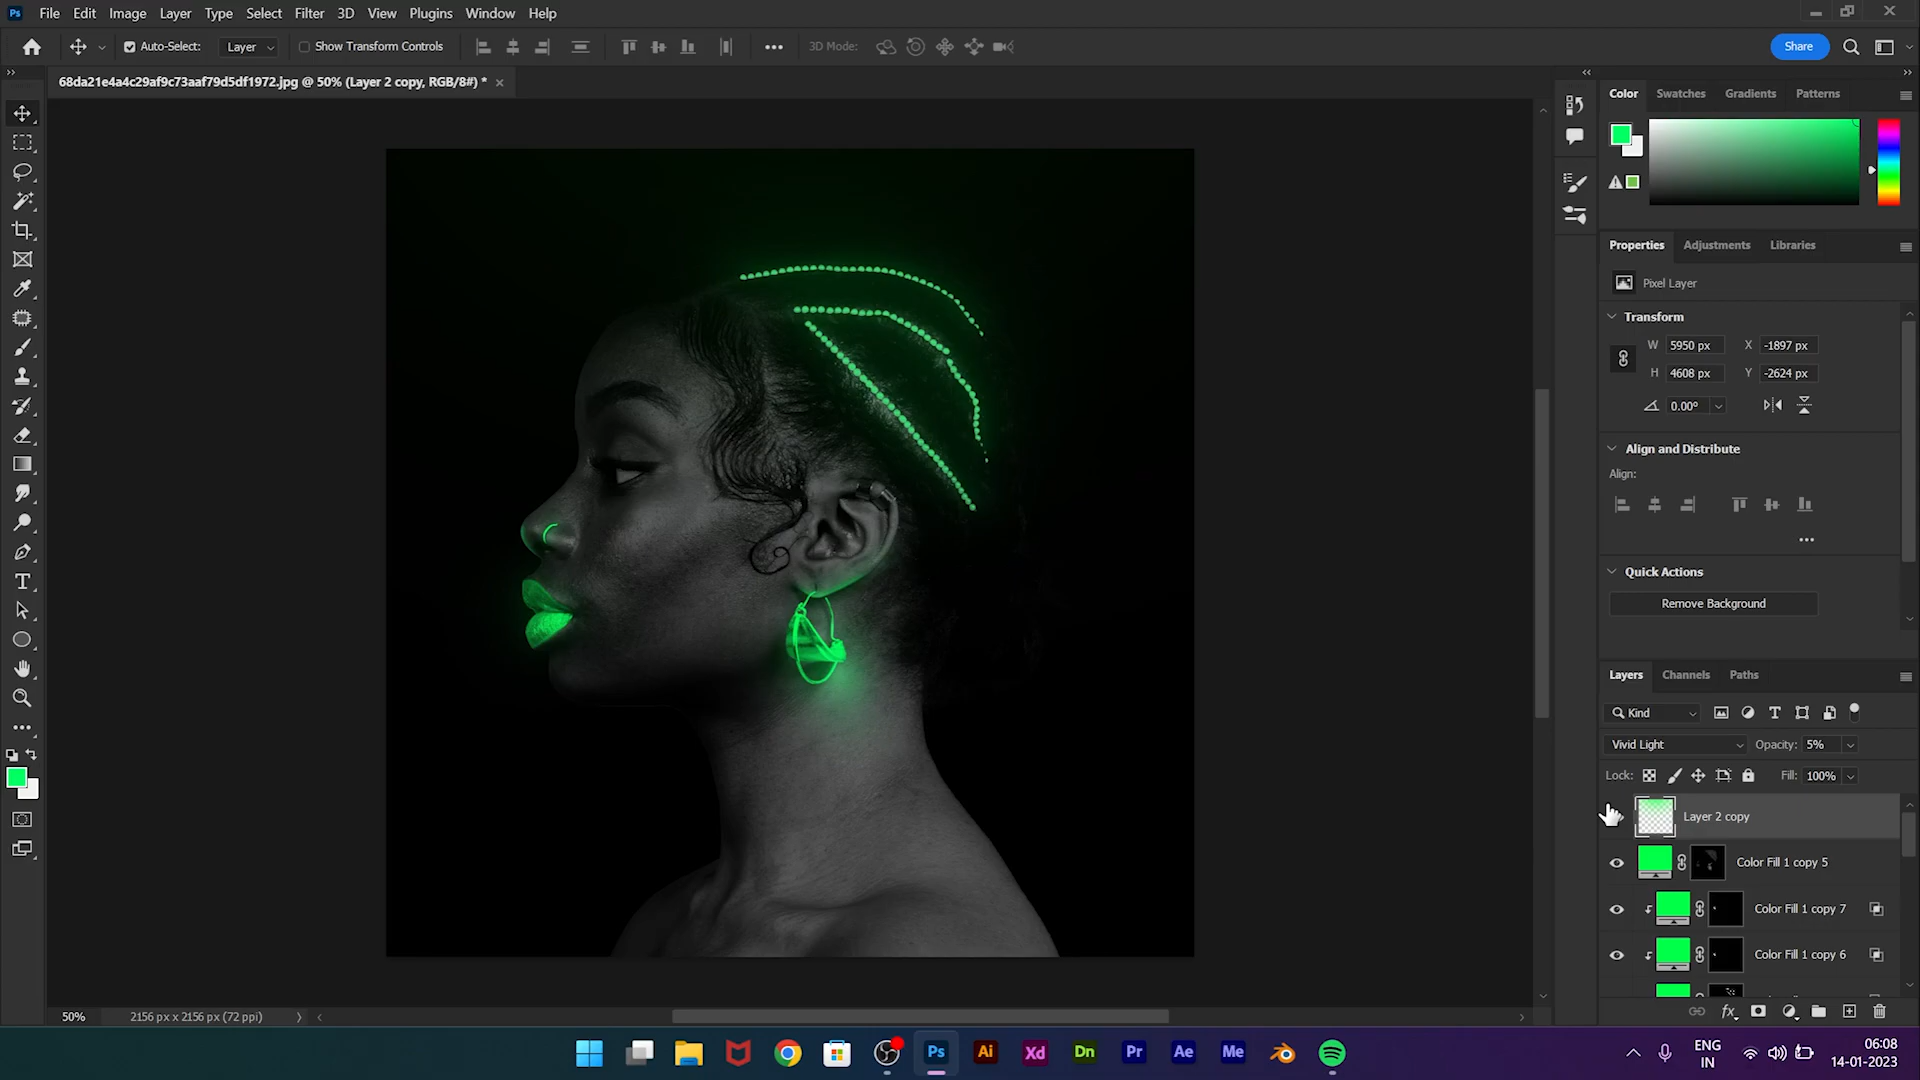 Ps File Edit Image Layer Type Select Filter 3D View Plugins Window Help
Auto-Select: Layer Show Transform Controls 3D Mode: Share
68da21e4a4c29af9c73aaf79d5df1972.jpg @ 50% (Layer 2 copy, RGB/8#) *
Color Swatches Gradients Patterns
Properties Adjustments Libraries
Pixel Layer
Transform
W 5950 px X -1897 px
H 4608 px Y -2624 px
0.00°
Align and Distribute
Align:
Quick Actions
Remove Background
Layers Channels Paths
Kind
Vivid Light Opacity: 5%
Lock: Fill: 100%
Layer 2 copy
Color Fill 1 copy 5
Color Fill 1 copy 7
Color Fill 1 copy 6
fx
50% 2156 px x 2156 px (72 ppi)
Ps Ai Xd Dn Pr Ae Me
ENG
IN
06:08
14-01-2023